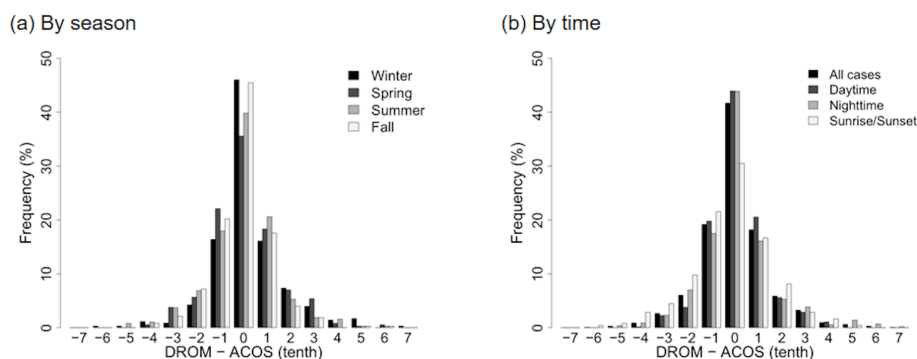 (a) By season
(b) By time
Frequency (%)
50
40
30
20
10
0
Winter
Spring
Summer
Fall
−7 −6 −5 −4 −3 −2 −1 0 1 2 3 4 5 6 7
DROM − ACOS (tenth)
Frequency (%)
50
40
30
20
10
0
All cases
Daytime
Nighttime
Sunrise/Sunset
−7 −6 −5 −4 −3 −2 −1 0 1 2 3 4 5 6 7
DROM − ACOS (tenth)